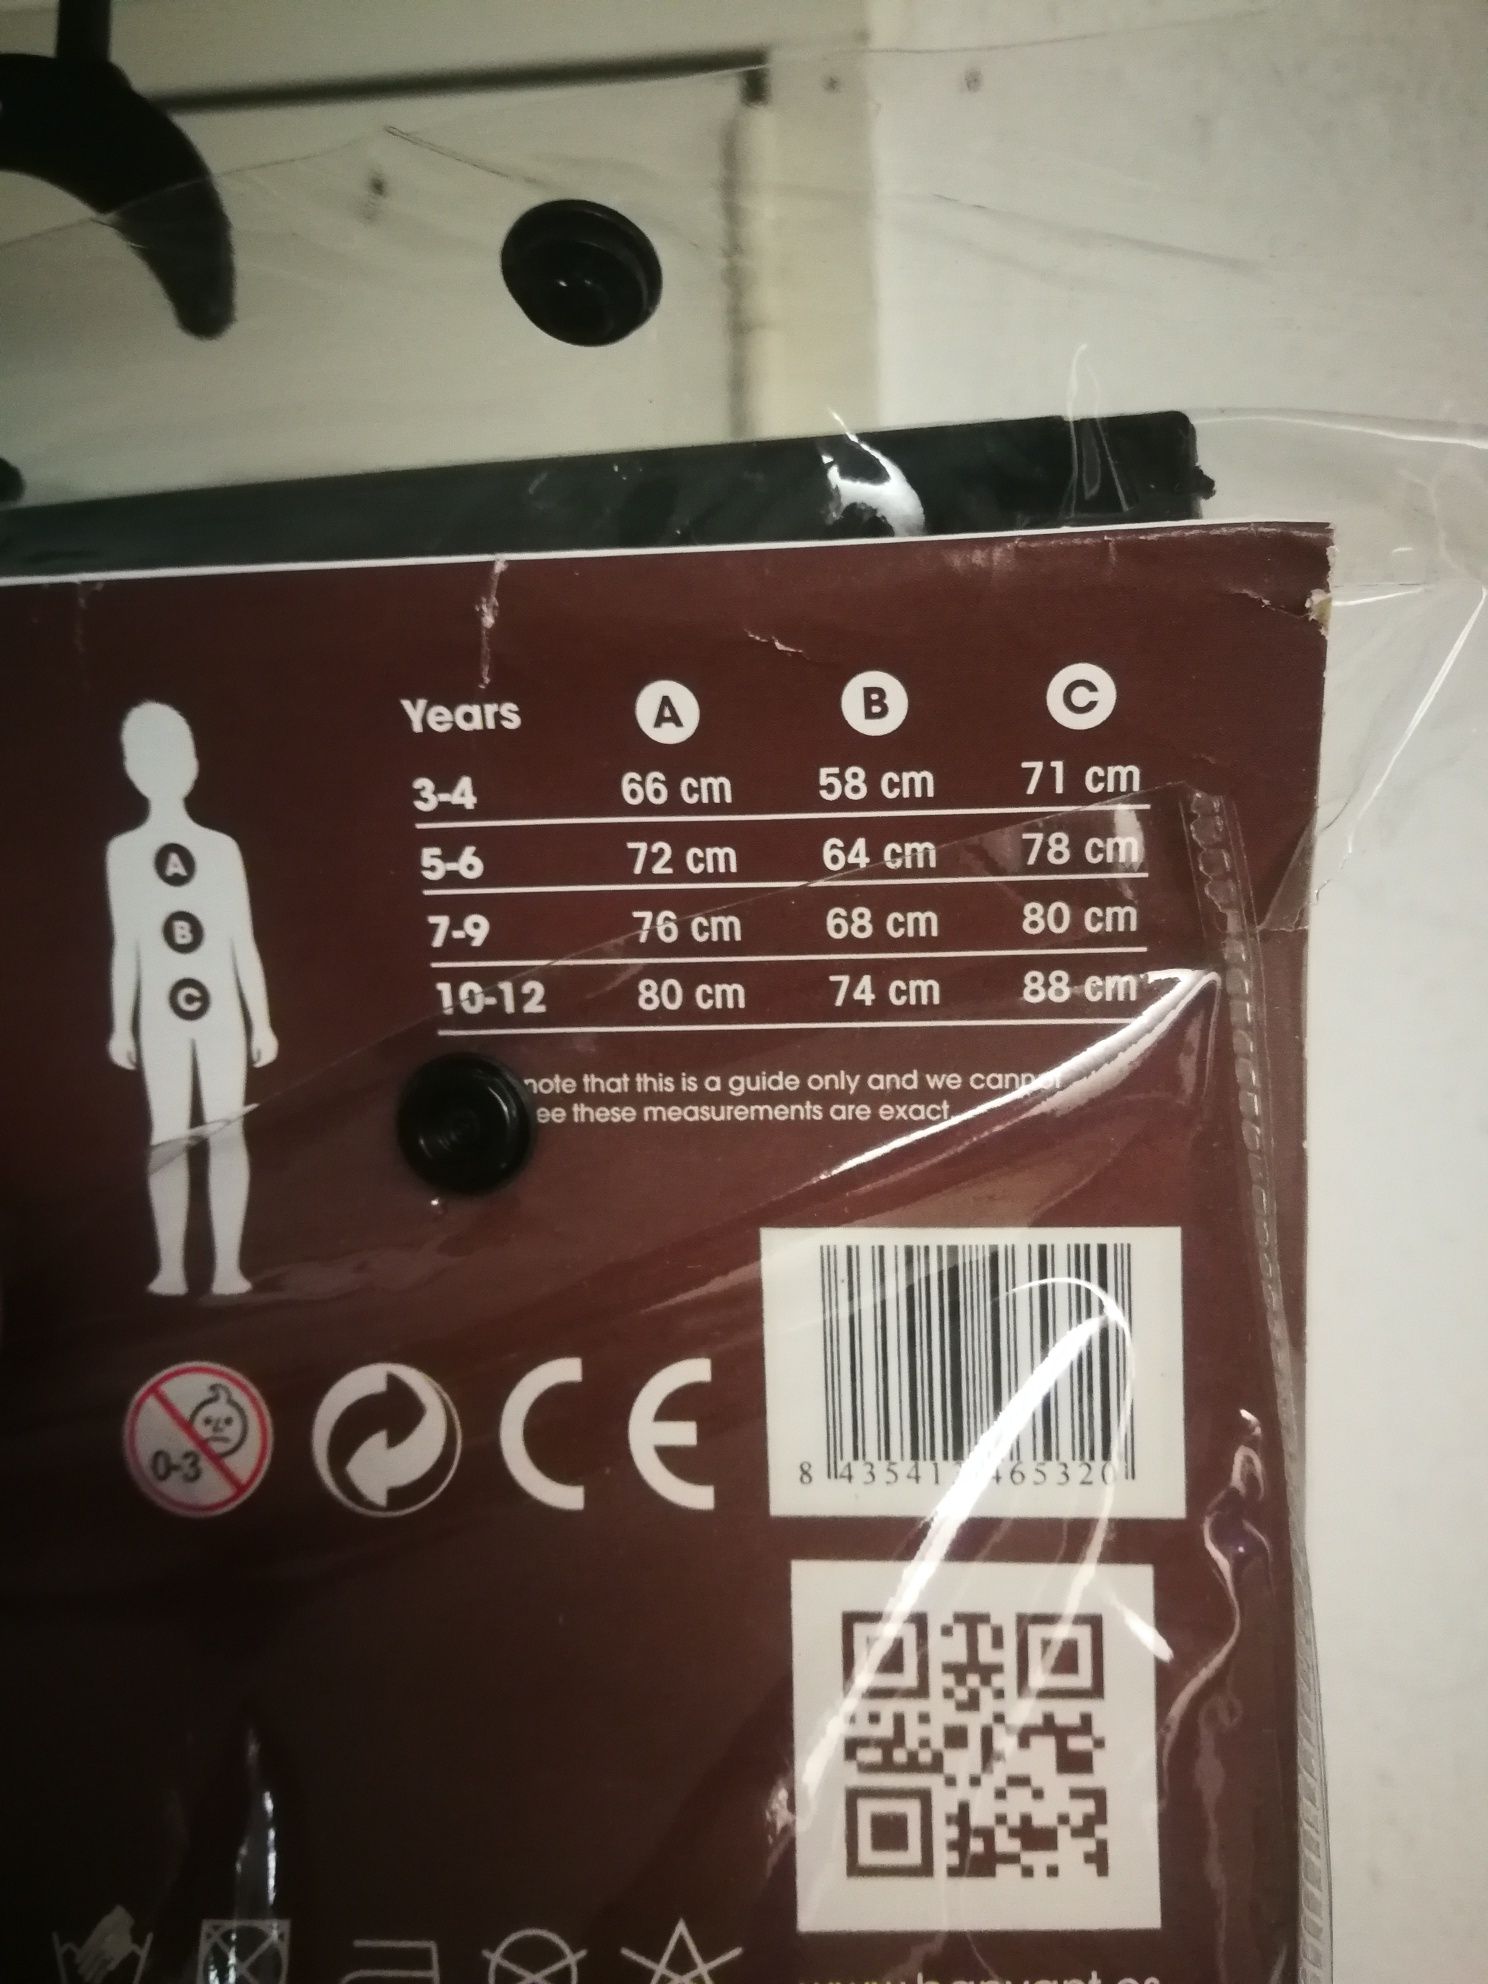 Years A B C
3-4 66 cm 58 cm 71 cm
5-6 72 cm 64 cm 78 cm
7-9 76 cm 68 cm 80 cm
10-12 80 cm 74 cm 88 cm
A
B
C
note that this is a guide only and we cannot
these measurements are exact
0-3
CE